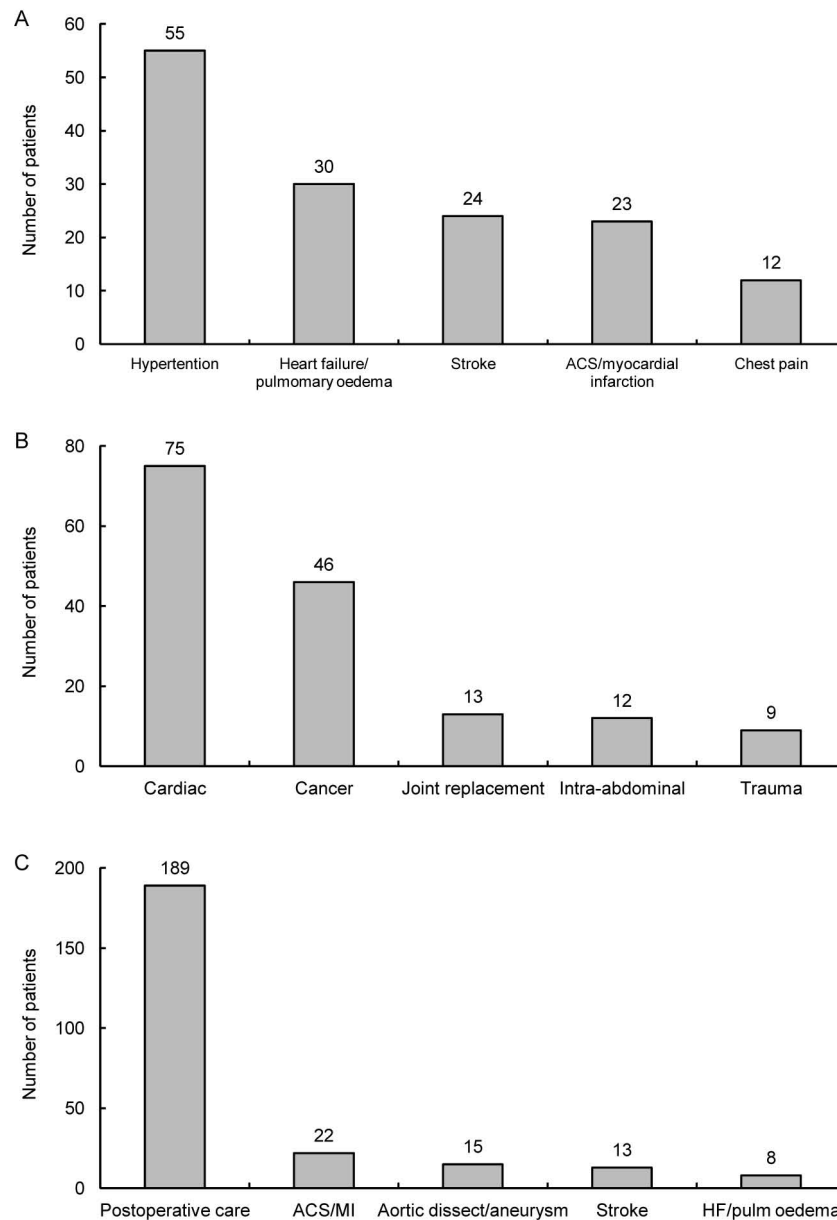 A
Number of patients
60
50
40
30
20
10
0
55
30
24
23
12
Hypertention
Heart failure/
pulmomary oedema
Stroke
ACS/myocardial
infarction
Chest pain
B
Number of patients
80
60
40
20
0
75
46
13
12
9
Cardiac
Cancer
Joint replacement
Intra-abdominal
Trauma
C
Number of patients
200
150
100
50
0
189
22
15
13
8
Postoperative care
ACS/MI
Aortic dissect/aneurysm
Stroke
HF/pulm oedema